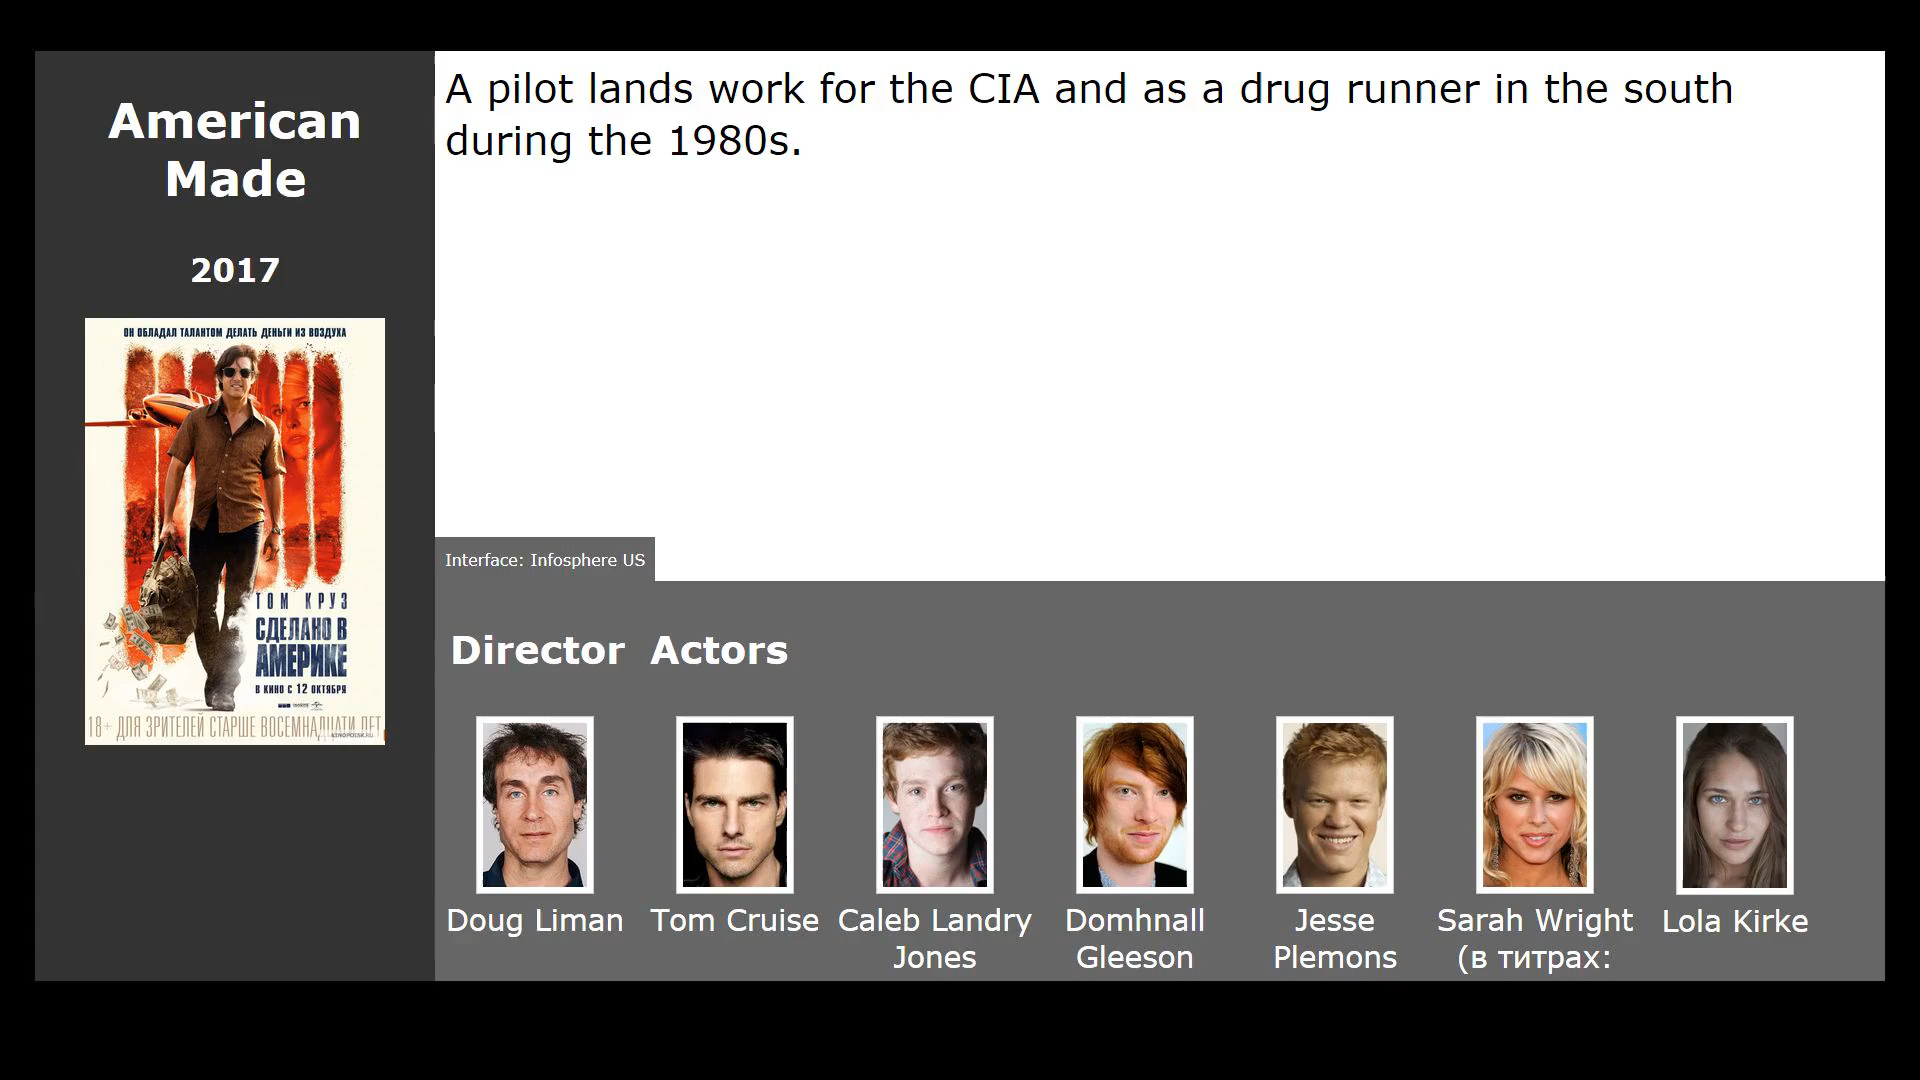 American
Made
2017
ОН ОБЛАДАЛ ТАЛАНТОМ ДЕЛАТЬ ДЕНЬГИ ИЗ ВОЗДУХА
ТОМ КРУЗ
СДЕЛАНО В
АМЕРИКЕ
В КИНО С 12 ОКТЯБРЯ
18+ ДЛЯ ЗРИТЕЛЕЙ СТАРШЕ ВОСЕМНАДЦАТИ ЛЕТ
KINOPOISK.RU
A pilot lands work for the CIA and as a drug runner in the south
during the 1980s.
Interface: Infosphere US
Director Actors
Doug Liman
Tom Cruise
Caleb Landry
Jones
Domhnall
Gleeson
Jesse
Plemons
Sarah Wright
(в титрах:
Lola Kirke